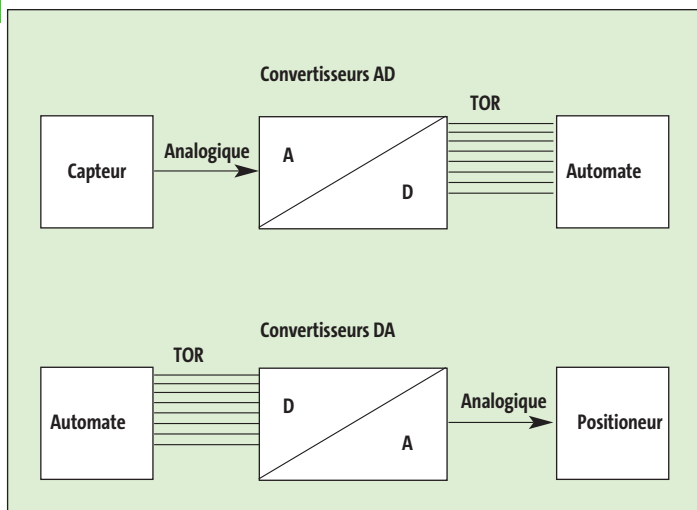 Convertisseurs AD
TOR
Capteur
Analogique
A
D
Automate
Convertisseurs DA
TOR
Automate
D
A
Analogique
Positioneur